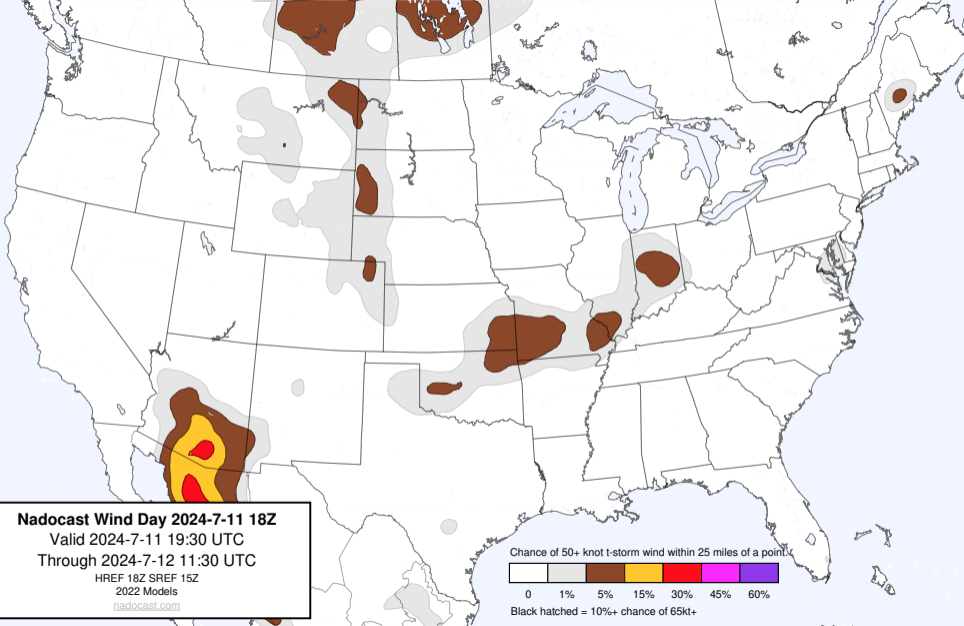 Nadocast Wind Day 2024-7-11 18Z
Valid 2024-7-11 19:30 UTC
Through 2024-7-12 11:30 UTC
HREF 18Z SREF 15Z
2022 Models
nadocast.com
Chance of 50+ knot t-storm wind within 25 miles of a point.
0 1% 5% 15% 30% 45% 60%
Black hatched = 10%+ chance of 65kt+